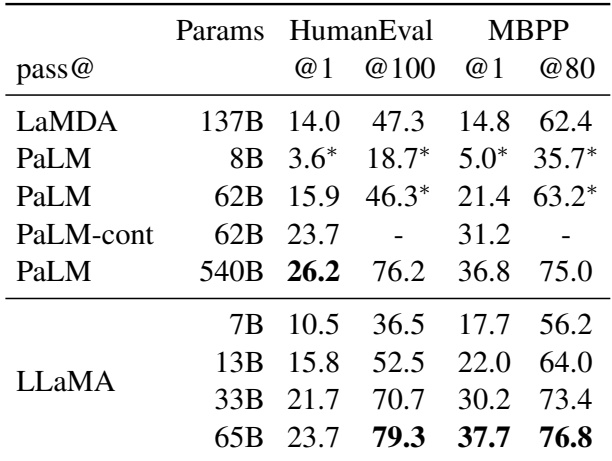 Params HumanEval MBPP
pass@ @1 @100 @1 @80
LaMDA 137B 14.0 47.3 14.8 62.4
PaLM 8B 3.6* 18.7* 5.0* 35.7*
PaLM 62B 15.9 46.3* 21.4 63.2*
PaLM-cont 62B 23.7 - 31.2 -
PaLM 540B 26.2 76.2 36.8 75.0
LLaMA
7B 10.5 36.5 17.7 56.2
13B 15.8 52.5 22.0 64.0
33B 21.7 70.7 30.2 73.4
65B 23.7 79.3 37.7 76.8